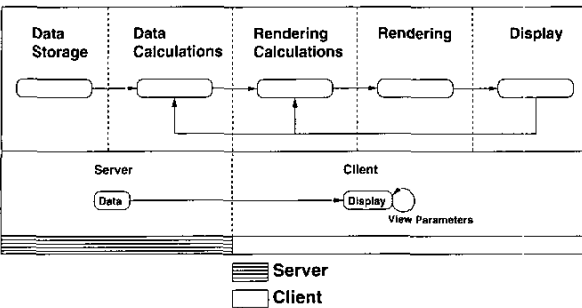 Data Storage
Data Calculations
Rendering Calculations
Rendering
Display
Server
Client
Data
Display
View Parameters
Server
Client